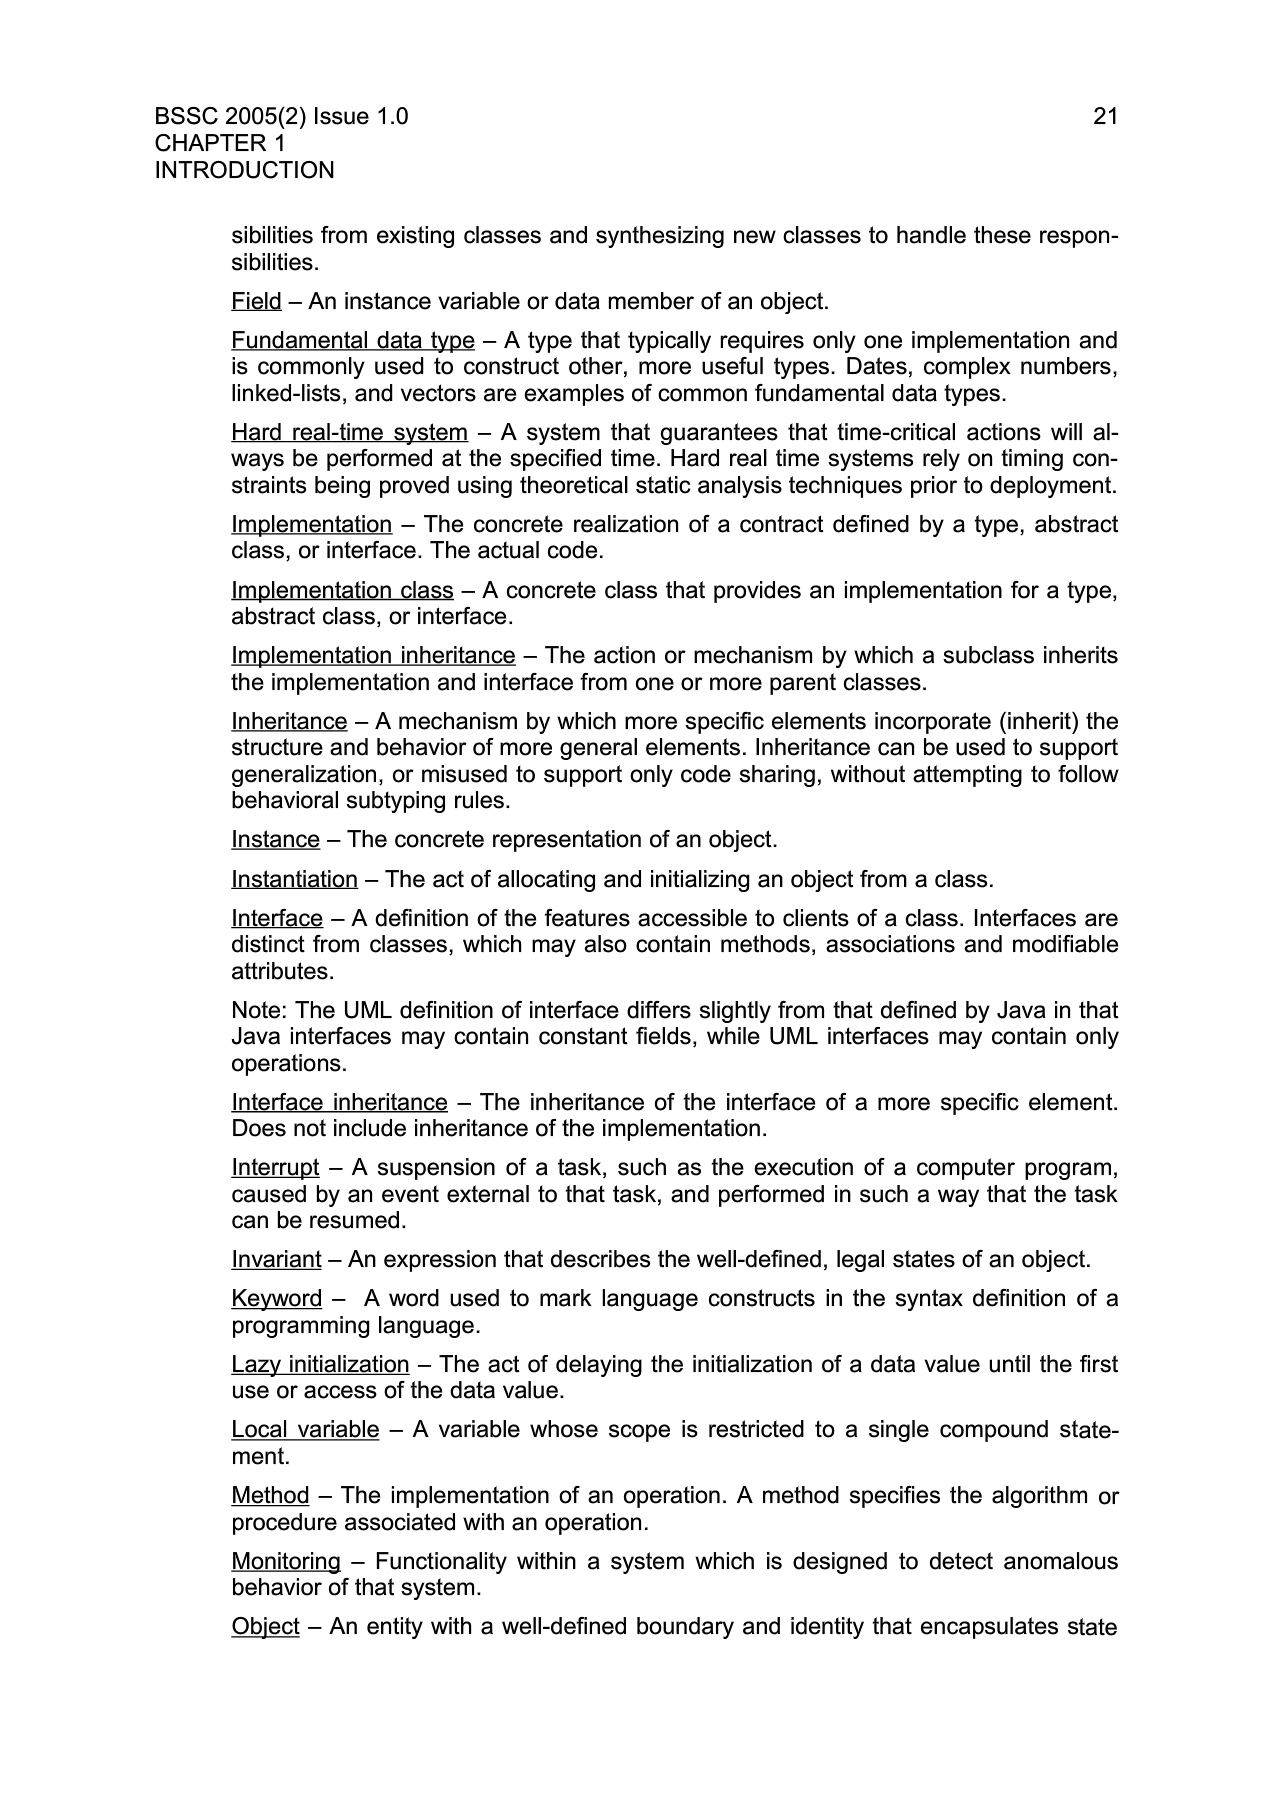 BSSC 2005(2) Issue 1.0 21
CHAPTER 1
INTRODUCTION
sibilities from existing classes and synthesizing new classes to handle these respon-
sibilities.
Field – An instance variable or data member of an object.
Fundamental data type – A type that typically requires only one implementation and
is commonly used to construct other, more useful types. Dates, complex numbers,
linked-lists, and vectors are examples of common fundamental data types.
Hard real-time system – A system that guarantees that time-critical actions will al-
ways be performed at the specified time. Hard real time systems rely on timing con-
straints being proved using theoretical static analysis techniques prior to deployment.
Implementation – The concrete realization of a contract defined by a type, abstract
class, or interface. The actual code.
Implementation class – A concrete class that provides an implementation for a type,
abstract class, or interface.
Implementation inheritance – The action or mechanism by which a subclass inherits
the implementation and interface from one or more parent classes.
Inheritance – A mechanism by which more specific elements incorporate (inherit) the
structure and behavior of more general elements. Inheritance can be used to support
generalization, or misused to support only code sharing, without attempting to follow
behavioral subtyping rules.
Instance – The concrete representation of an object.
Instantiation – The act of allocating and initializing an object from a class.
Interface – A definition of the features accessible to clients of a class. Interfaces are
distinct from classes, which may also contain methods, associations and modifiable
attributes.
Note: The UML definition of interface differs slightly from that defined by Java in that
Java interfaces may contain constant fields, while UML interfaces may contain only
operations.
Interface inheritance – The inheritance of the interface of a more specific element.
Does not include inheritance of the implementation.
Interrupt – A suspension of a task, such as the execution of a computer program,
caused by an event external to that task, and performed in such a way that the task
can be resumed.
Invariant – An expression that describes the well-defined, legal states of an object.
Keyword – A word used to mark language constructs in the syntax definition of a
programming language.
Lazy initialization – The act of delaying the initialization of a data value until the first
use or access of the data value.
Local variable – A variable whose scope is restricted to a single compound state-
ment.
Method – The implementation of an operation. A method specifies the algorithm or
procedure associated with an operation.
Monitoring – Functionality within a system which is designed to detect anomalous
behavior of that system.
Object – An entity with a well-defined boundary and identity that encapsulates state